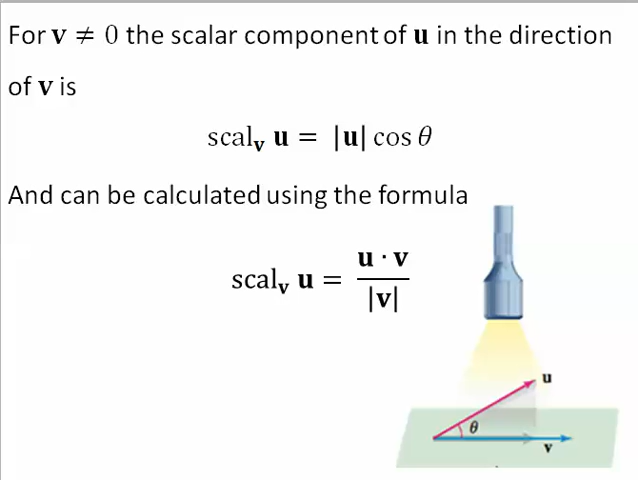 For v ≠ 0 the scalar component of u in the direction
of v is
scalᵥ u = |u| cos θ
And can be calculated using the formula
scalᵥ u = u · v / |v|
u
θ
v